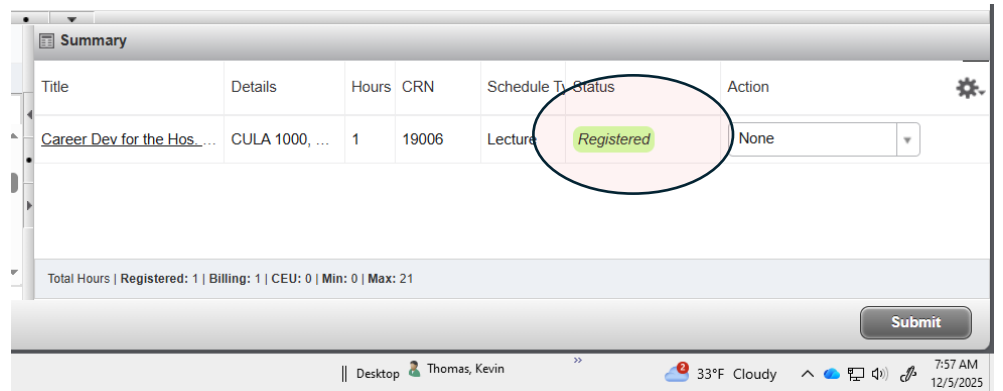 Summary
Title Details Hours CRN Schedule Ty Status Action
Career Dev for the Hos. ... CULA 1000, ... 1 19006 Lecture Registered None
Total Hours | Registered: 1 | Billing: 1 | CEU: 0 | Min: 0 | Max: 21
Submit
Desktop Thomas, Kevin 2 33°F Cloudy 7:57 AM
12/5/2025